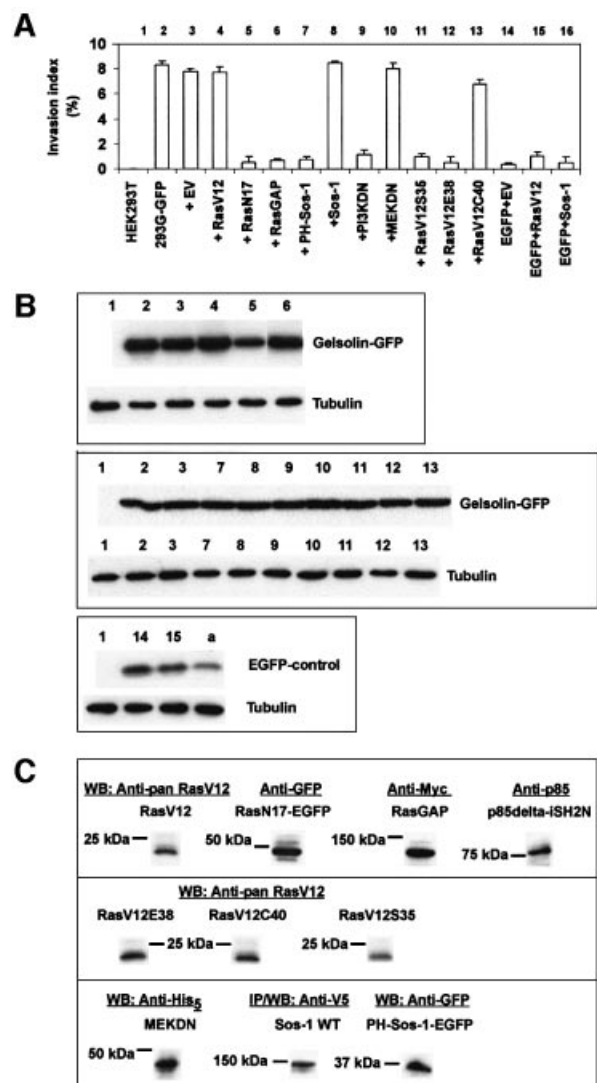 A
1 2 3 4 5 6 7 8 9 10 11 12 13 14 15 16
Invasion index
(%)
10
8
6
4
2
0
HEK293T
293G-GFP
+ EV
+ RasV12
+ RasN17
+ RasGAP
+ PH-Sos-1
+Sos-1
+PI3KDN
+MEKDN
+ RasV12S35
+ RasV12E38
+RasV12C40
EGFP+EV
EGFP+RasV12
EGFP+Sos-1
B
1 2 3 4 5 6
Gelsolin-GFP
Tubulin
1 2 3 7 8 9 10 11 12 13
Gelsolin-GFP
1 2 3 7 8 9 10 11 12 13
Tubulin
1 14 15 a
EGFP-control
Tubulin
C
WB: Anti-pan RasV12 Anti-GFP Anti-Myc Anti-p85
RasV12 RasN17-EGFP RasGAP p85delta-iSH2N
25 kDa 50 kDa 150 kDa 75 kDa
WB: Anti-pan RasV12
RasV12E38 RasV12C40 RasV12S35
25 kDa 25 kDa
WB: Anti-His5 IP/WB: Anti-V5 WB: Anti-GFP
MEKDN Sos-1 WT PH-Sos-1-EGFP
50 kDa 150 kDa 37 kDa